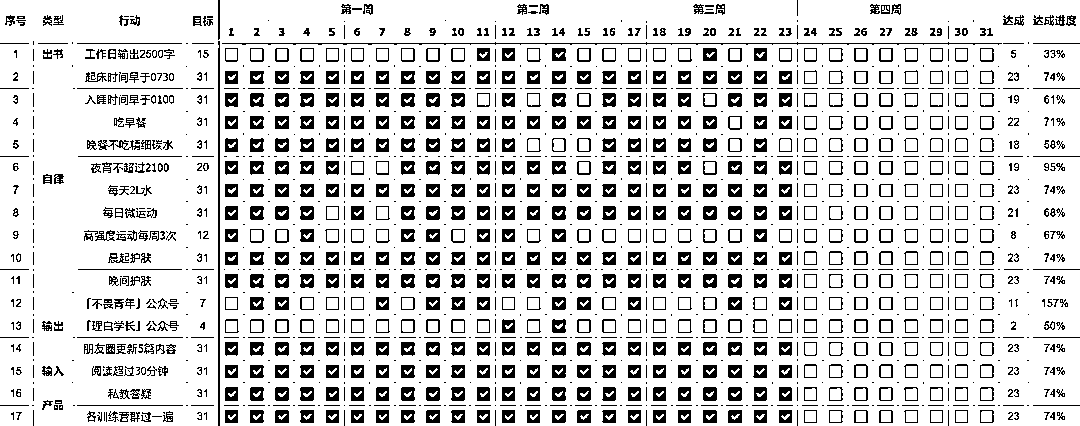 序号 类型 行动 目标 第一周 第二周 第三周 第四周 达成 达成进度
1 2 3 4 5 6 7 8 9 10 11 12 13 14 15 16 17 18 19 20 21 22 23 24 25 26 27 28 29 30 31
1 出书 工作日输出2500字 15 5 33%
2 起床时间早于0730 31 23 74%
3 入睡时间早于0100 31 19 61%
4 吃早餐 31 22 71%
5 晚餐不吃精细碳水 31 18 58%
6 夜宵不超过2100 20 19 95%
自律
7 每天2L水 31 23 74%
8 每日微运动 31 21 68%
9 高强度运动每周3次 12 8 67%
10 晨起护肤 31 23 74%
11 晚间护肤 31 23 74%
12 「不畏青年」公众号 7 11 157%
13 输出 「理白学长」公众号 4 2 50%
14 朋友圈更新5篇内容 31 23 74%
15 输入 阅读超过30分钟 31 23 74%
16 私教答疑 31 23 74%
产品
17 各训练营群过一遍 31 23 74%